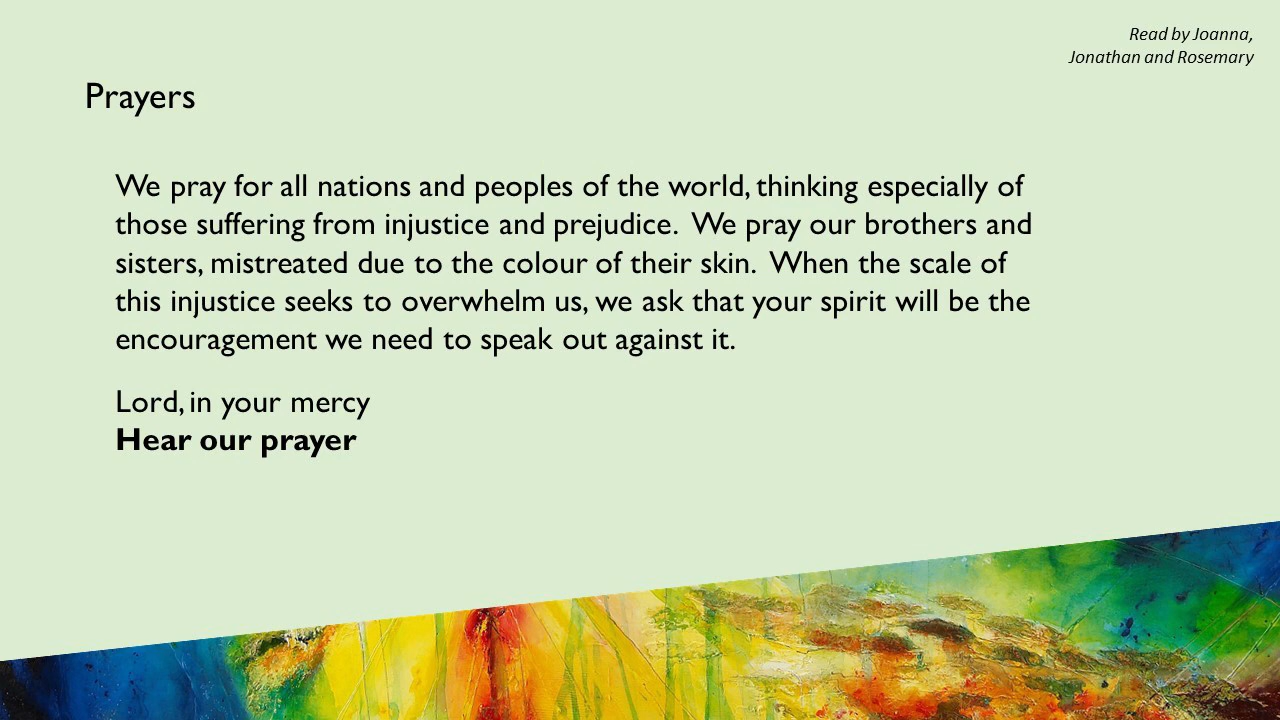 Read by Joanna,
Jonathan and Rosemary
Prayers
We pray for all nations and peoples of the world, thinking especially of
those suffering from injustice and prejudice.  We pray our brothers and
sisters, mistreated due to the colour of their skin.  When the scale of
this injustice seeks to overwhelm us, we ask that your spirit will be the
encouragement we need to speak out against it.
Lord, in your mercy
Hear our prayer